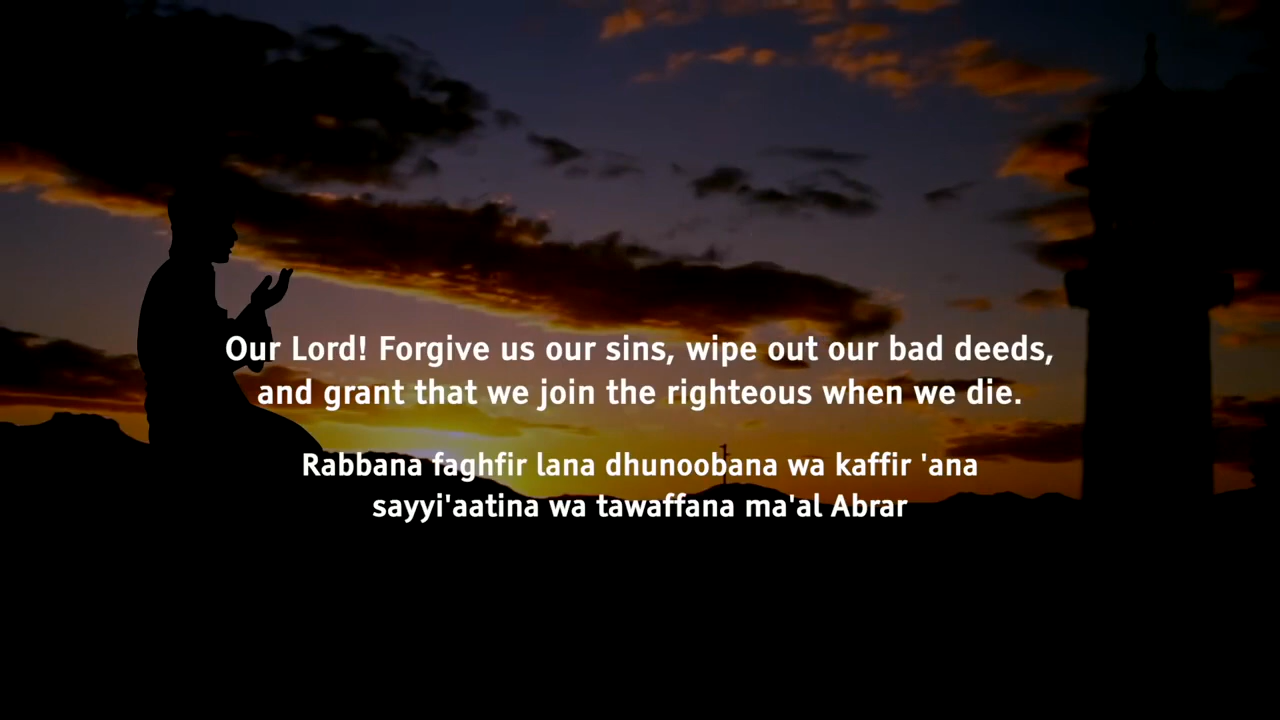 Our Lord! Forgive us our sins, wipe out our bad deeds,
and grant that we join the righteous when we die.
Rabbana faghfir lana dhunoobana wa kaffir 'ana
sayyi'aatina wa tawaffana ma'al Abrar